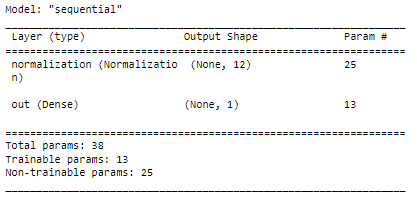 Model: "sequential"
_________________________________________________________________
Layer (type) Output Shape Param #
=================================================================
normalization (Normalizatio (None, 12) 25
n)
out (Dense) (None, 1) 13
=================================================================
Total params: 38
Trainable params: 13
Non-trainable params: 25
_________________________________________________________________